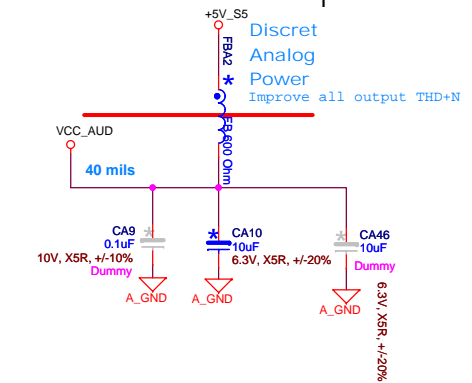 +5V_S5
Discret
Analog
Power
Improve all output THD+N
FBA2
*
FB 600 Ohm
VCC_AUD
40 mils
*
CA9
0.1uF
10V, X5R, +/-10%
Dummy
A_GND
*
CA10
10uF
6.3V, X5R, +/-20%
A_GND
*
CA46
10uF
Dummy
6.3V, X5R, +/-20%
A_GND